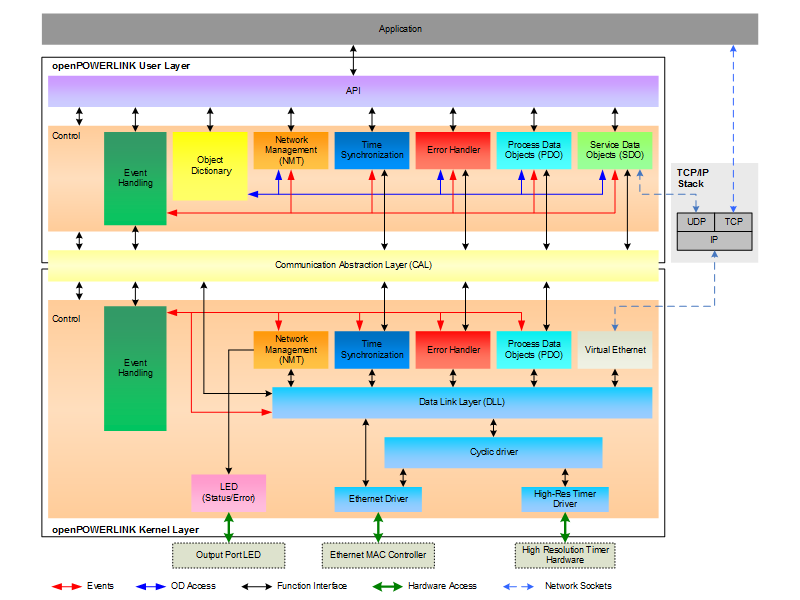 Application
openPOWERLINK User Layer
API
Control
Event
Handling
Object
Dictionary
Network
Management
(NMT)
Time
Synchronization
Error Handler
Process Data
Objects (PDO)
Service Data
Objects (SDO)
TCP/IP
Stack
UDP
TCP
IP
Communication Abstraction Layer (CAL)
Control
Event
Handling
Network
Management
(NMT)
Time
Synchronization
Error Handler
Process Data
Objects (PDO)
Virtual Ethernet
Data Link Layer (DLL)
Cyclic driver
LED
(Status/Error)
Ethernet Driver
High-Res Timer
Driver
openPOWERLINK Kernel Layer
Output Port LED
Ethernet MAC Controller
High Resolution Timer
Hardware
Events
OD Access
Function Interface
Hardware Access
Network Sockets